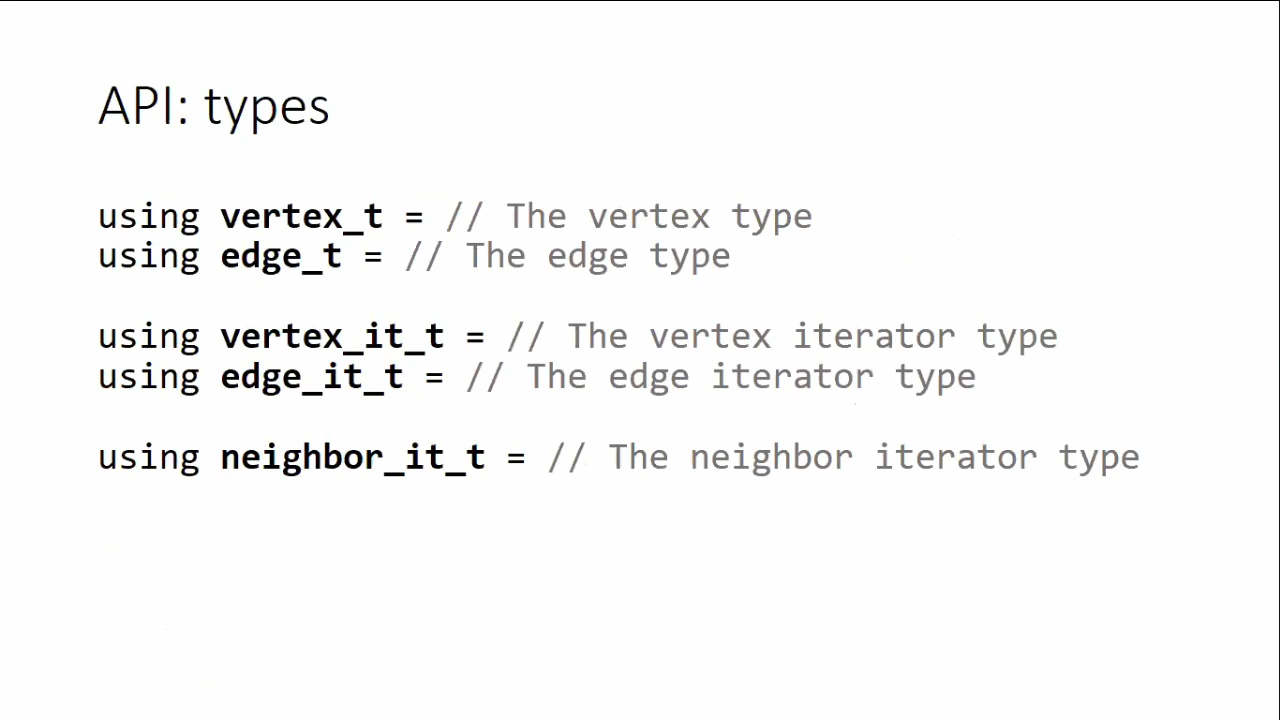 API: types
using vertex_t = // The vertex type
using edge_t = // The edge type
using vertex_it_t = // The vertex iterator type
using edge_it_t = // The edge iterator type
using neighbor_it_t = // The neighbor iterator type